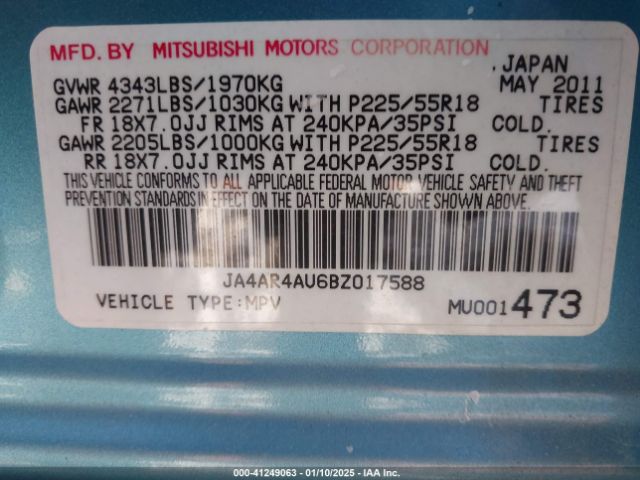 MFD. BY MITSUBISHI MOTORS CORPORATION . JAPAN
GVWR 4343LBS/1970KG MAY 2011
GAWR 2271LBS/1030KG WITH P225/55R18 TIRES
FR 18X7.0JJ RIMS AT 240KPA/35PSI COLD.
GAWR 2205LBS/1000KG WITH P225/55R18 TIRES
RR 18X7.0JJ RIMS AT 240KPA/35PSI COLD.
THIS VEHICLE CONFORMS TO ALL APPLICABLE FEDERAL MOTOR VEHICLE SAFETY AND THEFT
PREVENTION STANDARDS IN EFFECT ON THE DATE OF MANUFACTURE SHOWN ABOVE.
JA4AR4AU6BZ017588
VEHICLE TYPE:MPV MU001473
000-41249063 - 01/10/2025 - IAA Inc.